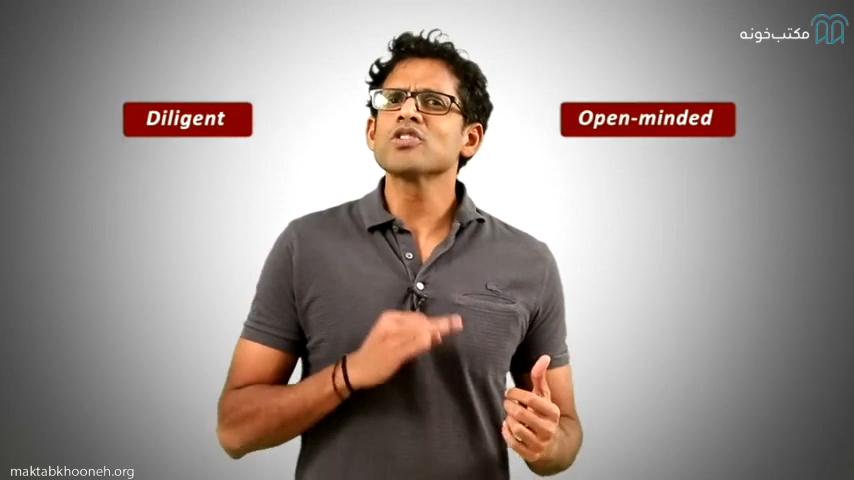 مکتب‌خونه
Diligent
Open-minded
maktabkhooneh.org